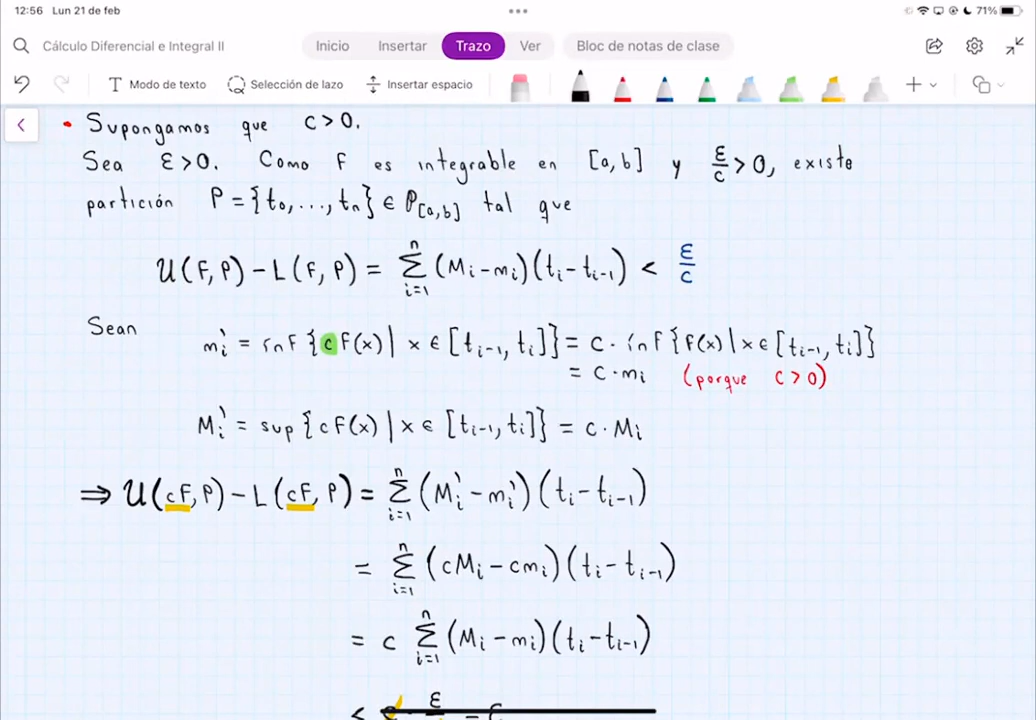 12:56 Lun 21 de feb 71%
Cálculo Diferencial e Integral II Inicio Insertar Trazo Ver Bloc de notas de clase
T Modo de texto Selección de lazo Insertar espacio
• Supongamos que c > 0.
Sea ε > 0. Como f es integrable en [a, b] y ε/c > 0, existe
partición P = {t₀, ..., tₙ} ∈ P[a,b] tal que
U(f, P) - L(f, P) = Σᵢ₌₁ⁿ (Mᵢ - mᵢ)(tᵢ - tᵢ₋₁) < ε/c
Sean
mᵢ' = inf {cf(x) | x ∈ [tᵢ₋₁, tᵢ]} = c · inf {f(x) | x ∈ [tᵢ₋₁, tᵢ]}
= c · mᵢ (porque c > 0)
Mᵢ' = sup {cf(x) | x ∈ [tᵢ₋₁, tᵢ]} = c · Mᵢ
⇒ U(cf, P) - L(cf, P) = Σᵢ₌₁ⁿ (Mᵢ' - mᵢ')(tᵢ - tᵢ₋₁)
= Σᵢ₌₁ⁿ (cMᵢ - cmᵢ)(tᵢ - tᵢ₋₁)
= c Σᵢ₌₁ⁿ (Mᵢ - mᵢ)(tᵢ - tᵢ₋₁)
< ε